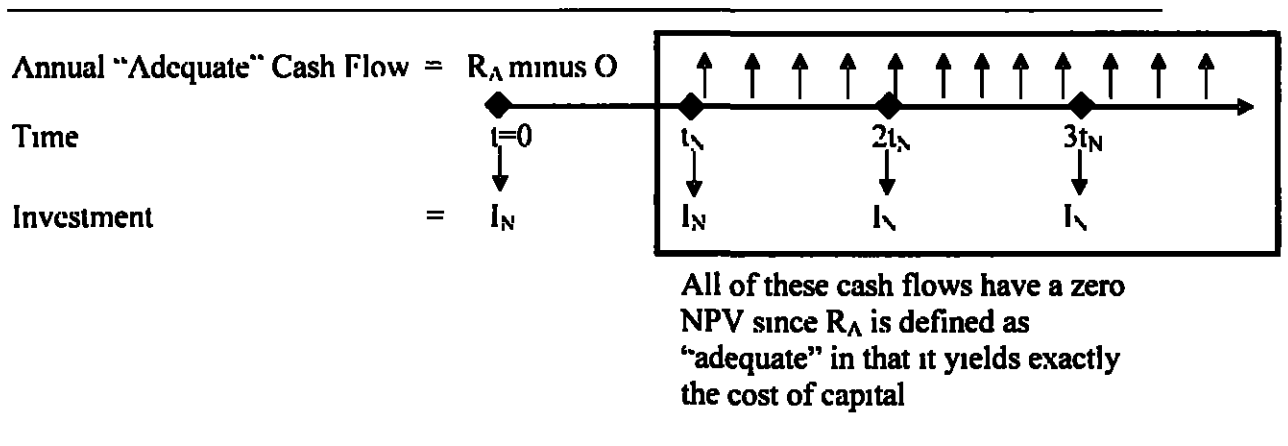 Annual “Adequate” Cash Flow = R_A minus O
Time t=0 t_N 2t_N 3t_N
Investment = I_N I_N I_N I_N
All of these cash flows have a zero
NPV since R_A is defined as
“adequate” in that it yields exactly
the cost of capital